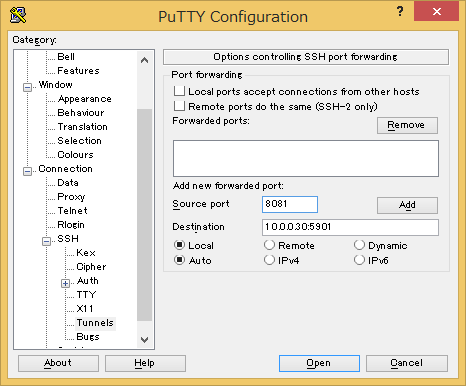 PuTTY Configuration
Category:
Bell
Features
Window
Appearance
Behaviour
Translation
Selection
Colours
Connection
Data
Proxy
Telnet
Rlogin
SSH
Kex
Cipher
Auth
TTY
X11
Tunnels
Bugs
Options controlling SSH port forwarding
Port forwarding
Local ports accept connections from other hosts
Remote ports do the same (SSH-2 only)
Forwarded ports:
Remove
Add new forwarded port:
Source port 8081 Add
Destination 10.0.0.30:5901
Local Remote Dynamic
Auto IPv4 IPv6
About Help Open Cancel